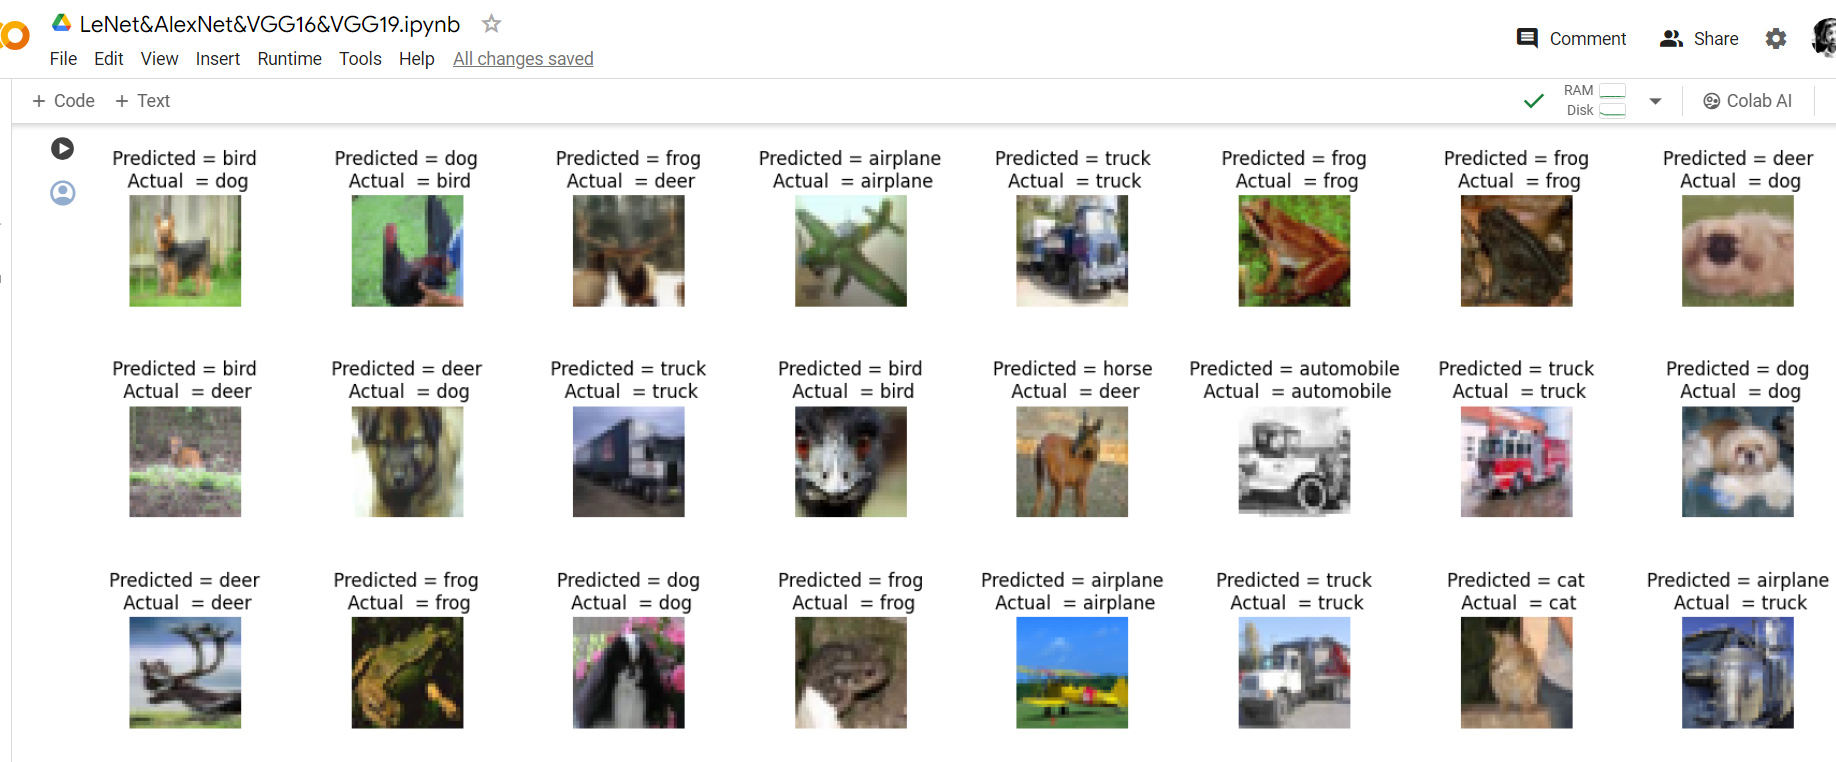 LeNet&AlexNet&VGG16&VGG19.ipynb
File Edit View Insert Runtime Tools Help All changes saved
Comment Share
+ Code + Text
RAM
Disk
Colab AI
Predicted = bird Predicted = dog Predicted = frog Predicted = airplane Predicted = truck Predicted = frog Predicted = frog Predicted = deer
Actual = dog Actual = bird Actual = deer Actual = airplane Actual = truck Actual = frog Actual = frog Actual = dog
Predicted = bird Predicted = deer Predicted = truck Predicted = bird Predicted = horse Predicted = automobile Predicted = truck Predicted = dog
Actual = deer Actual = dog Actual = truck Actual = bird Actual = deer Actual = automobile Actual = truck Actual = dog
Predicted = deer Predicted = frog Predicted = dog Predicted = frog Predicted = airplane Predicted = truck Predicted = cat Predicted = airplane
Actual = deer Actual = frog Actual = dog Actual = frog Actual = airplane Actual = truck Actual = cat Actual = truck